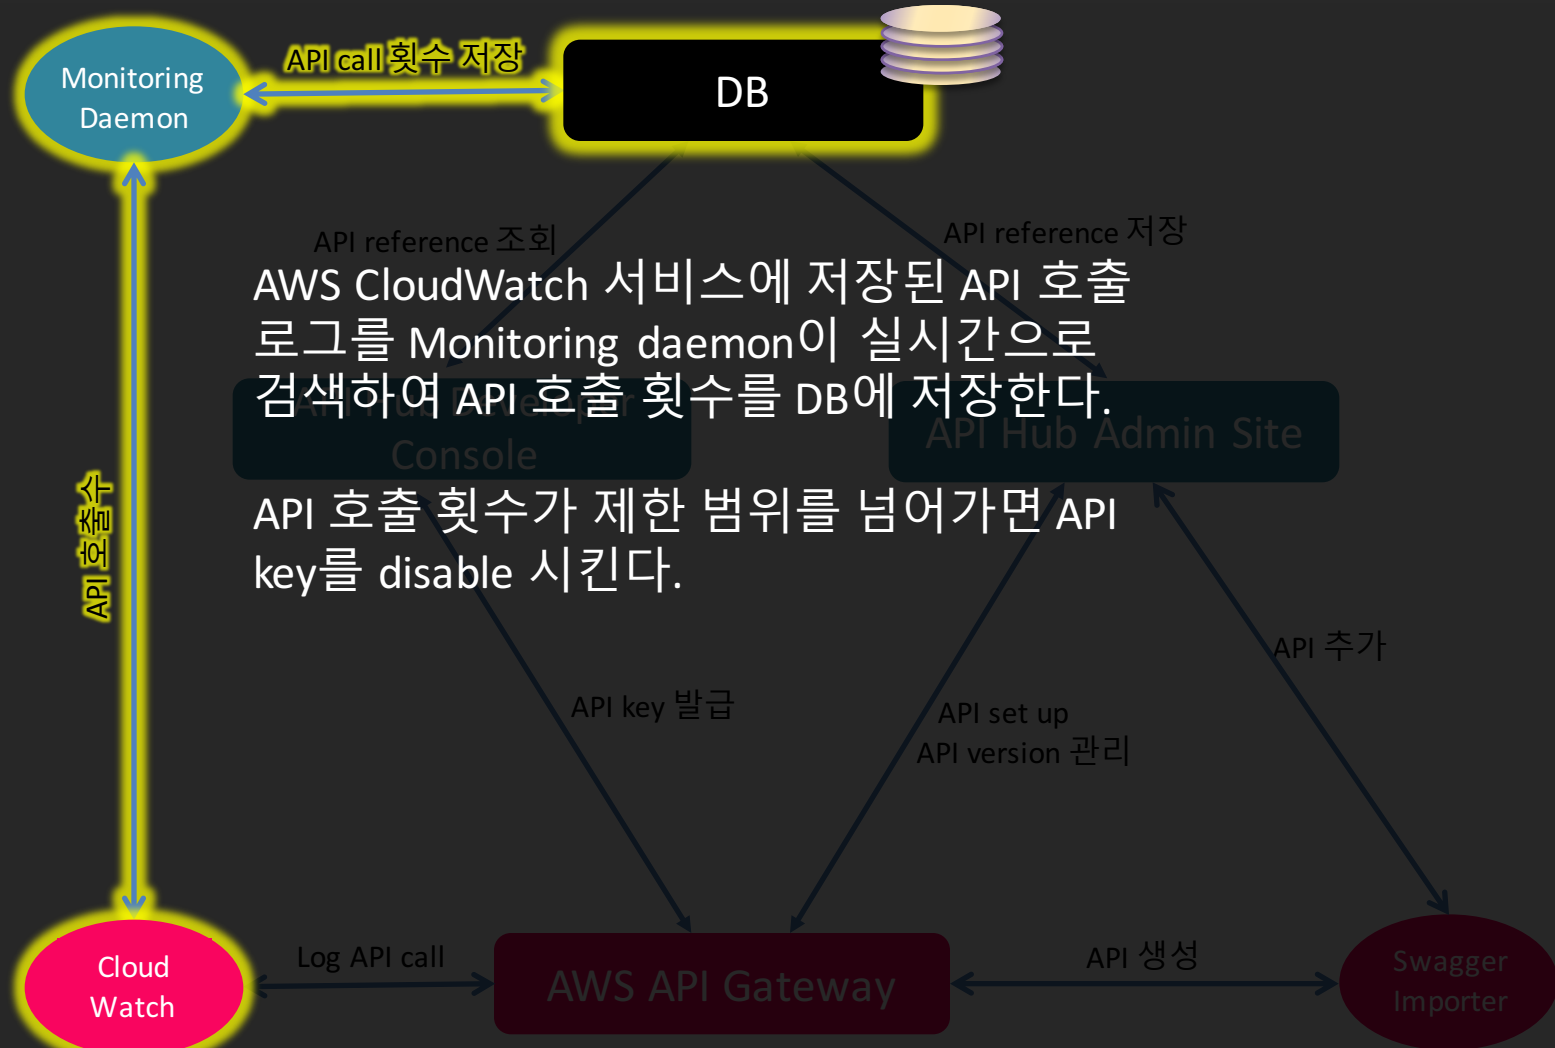 Monitoring
Daemon
API call 횟수 저장
DB
API reference 조회
API reference 저장
AWS CloudWatch 서비스에 저장된 API 호출
로그를 Monitoring daemon이 실시간으로
검색하여 API 호출 횟수를 DB에 저장한다.
API Hub Developer
Console
API Hub Admin Site
API 호출 횟수가 제한 범위를 넘어가면 API
key를 disable 시킨다.
API 호출수
API 추가
API key 발급
API set up
API version 관리
Cloud
Watch
Log API call
AWS API Gateway
API 생성
Swagger
Importer